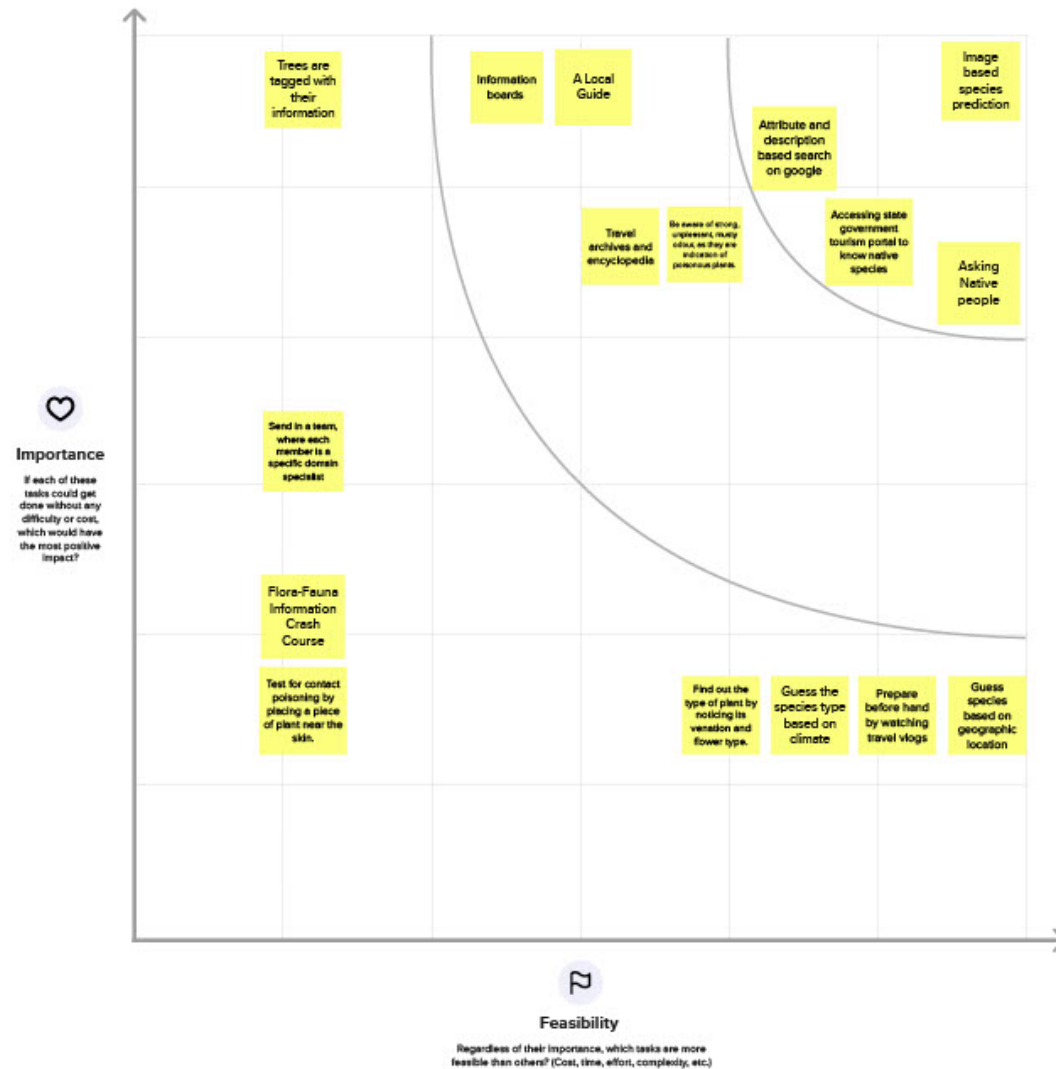 Trees are
tagged with
their
information
Information
boards
A Local
Guide
Image
based
species
prediction
Attribute and
description
based search
on google
Accessing state
government
tourism portal to
know native
species
Travel
archives and
encyclopedia
Be aware of strong,
unpleasant, musty
odour, as they are
indication of
poisonous plants.
Asking
Native
people
Importance
If each of these
tasks could get
done without any
difficulty or cost,
which would have
the most positive
impact?
Send in a team,
where each
member is a
specific domain
specialist
Flora-Fauna
Information
Crash
Course
Test for contact
poisoning by
placing a piece
of plant near the
skin.
Find out the
type of plant by
noticing its
venation and
flower type.
Guess the
species type
based on
climate
Prepare
before hand
by watching
travel vlogs
Guess
species
based on
geographic
location
Feasibility
Regardless of their importance, which tasks are more
feasible than others? (Cost, time, effort, complexity, etc.)